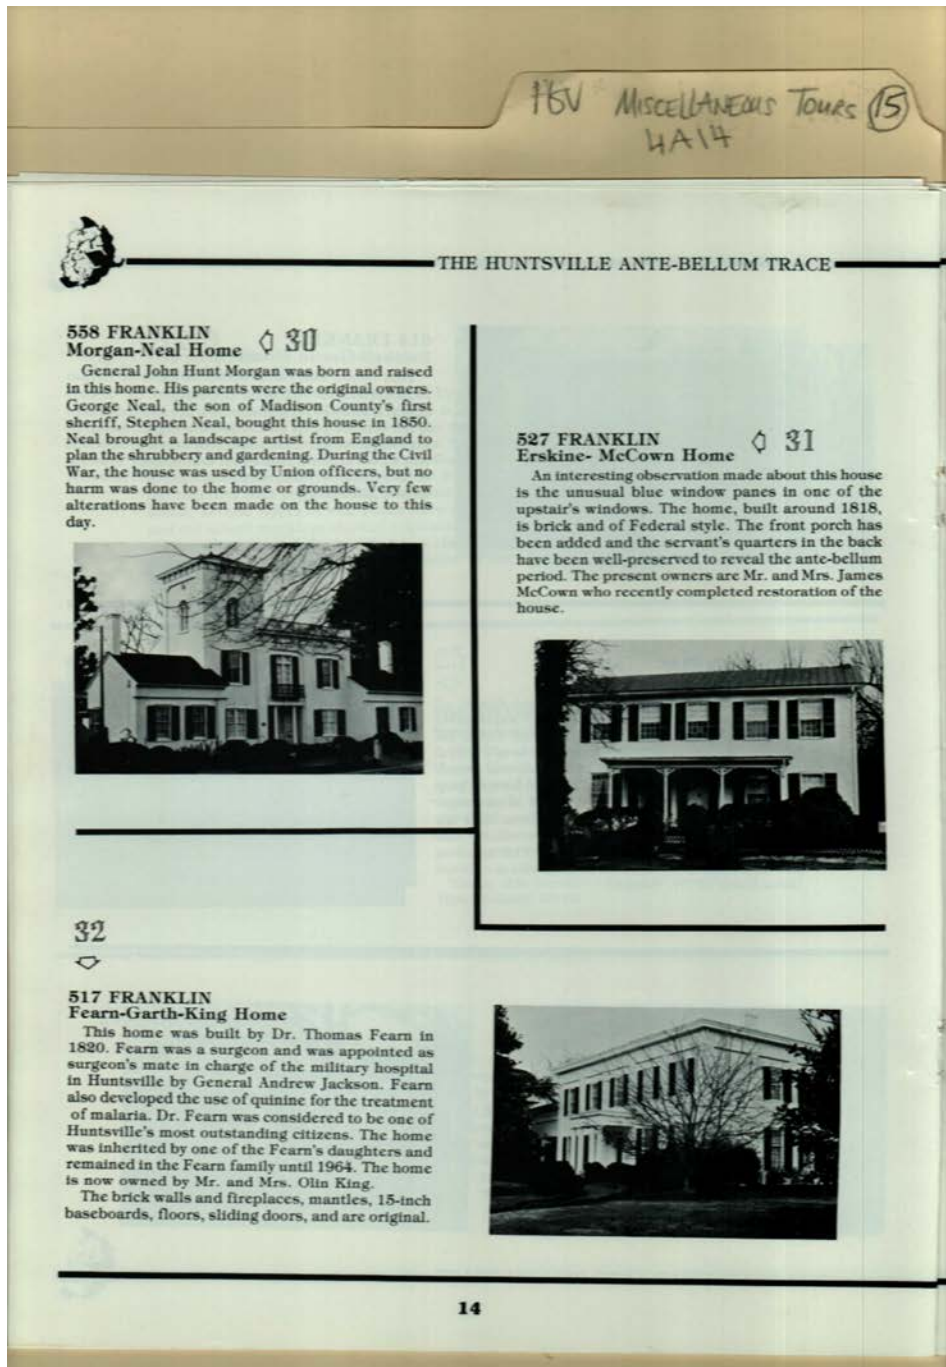 PBV MISCELLANEOUS TOURS 15
4A14
THE HUNTSVILLE ANTE-BELLUM TRACE
558 FRANKLIN
Morgan-Neal Home 30
General John Hunt Morgan was born and raised
in this home. His parents were the original owners.
George Neal, the son of Madison County's first
sheriff, Stephen Neal, bought this house in 1850.
Neal brought a landscape artist from England to
plan the shrubbery and gardening. During the Civil
War, the house was used by Union officers, but no
harm was done to the home or grounds. Very few
alterations have been made on the house to this
day.
527 FRANKLIN
Erskine- McCown Home 31
An interesting observation made about this house
is the unusual blue window panes in one of the
upstair's windows. The home, built around 1818,
is brick and of Federal style. The front porch has
been added and the servant's quarters in the back
have been well-preserved to reveal the ante-bellum
period. The present owners are Mr. and Mrs. James
McCown who recently completed restoration of the
house.
32
517 FRANKLIN
Fearn-Garth-King Home
This home was built by Dr. Thomas Fearn in
1820. Fearn was a surgeon and was appointed as
surgeon's mate in charge of the military hospital
in Huntsville by General Andrew Jackson. Fearn
also developed the use of quinine for the treatment
of malaria. Dr. Fearn was considered to be one of
Huntsville's most outstanding citizens. The home
was inherited by one of the Fearn's daughters and
remained in the Fearn family until 1964. The home
is now owned by Mr. and Mrs. Olin King.
The brick walls and fireplaces, mantles, 15-inch
baseboards, floors, sliding doors, and are original.
14